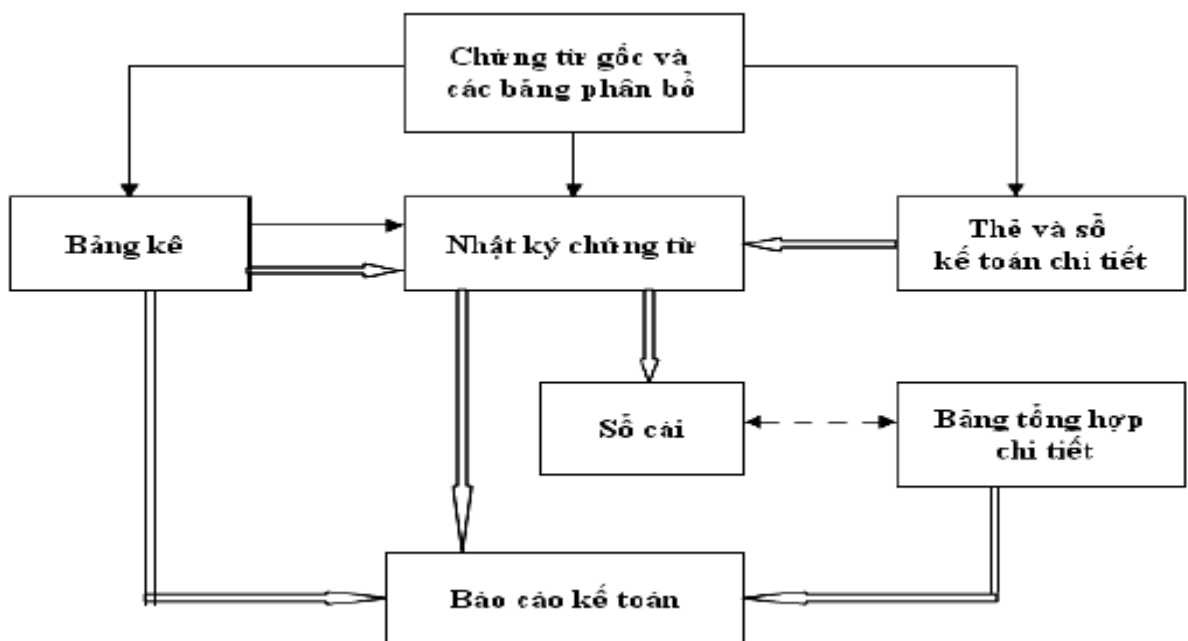 Chứng từ gốc và
các bảng phân bổ
Bảng kê
Nhật ký chứng từ
Thẻ và sổ
kế toán chi tiết
Sổ cái
Bảng tổng hợp
chi tiết
Báo cáo kế toán